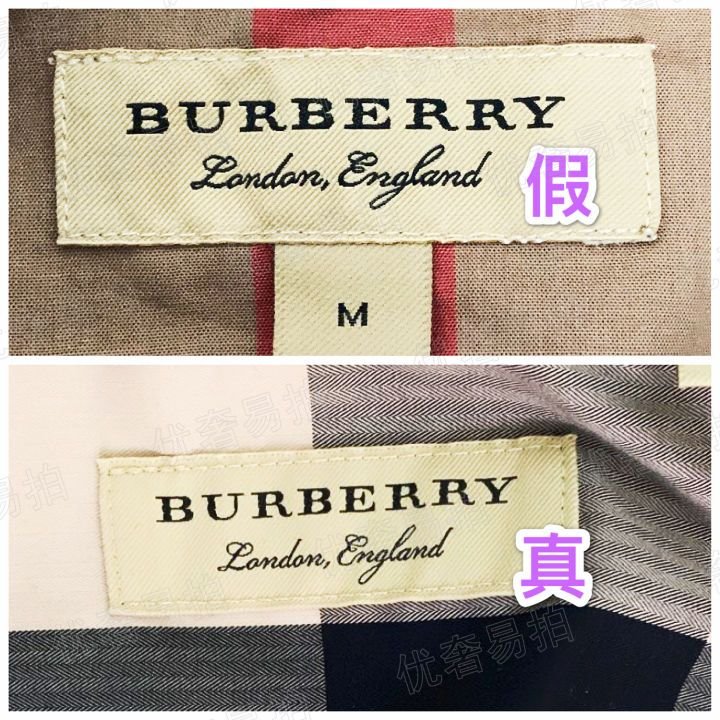 BURBERRY
London, England
假
M
BURBERRY
London, England
真
优奢易拍